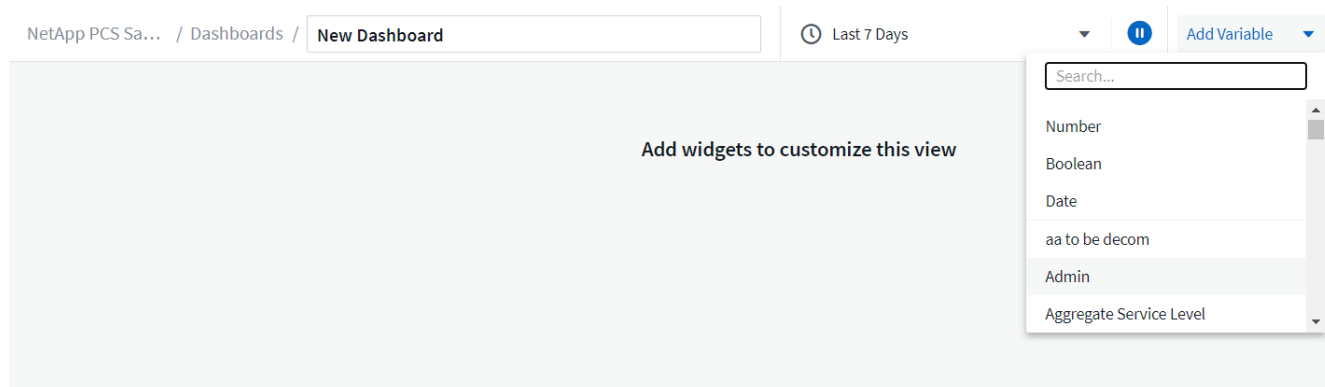 NetApp PCS Sa... / Dashboards / New Dashboard Last 7 Days Add Variable
Search...
Number
Add widgets to customize this view
Boolean
Date
aa to be decom
Admin
Aggregate Service Level